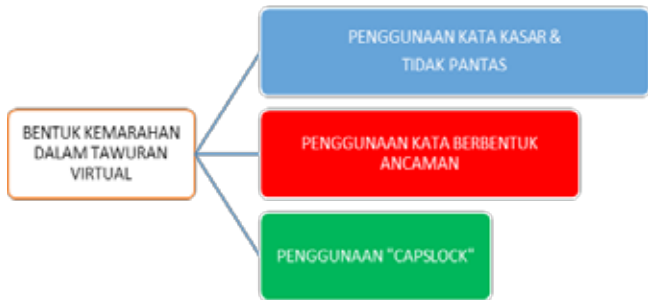 BENTUK KEMARAHAN
DALAM TAWURAN
VIRTUAL
PENGGUNAAN KATA KASAR &
TIDAK PANTAS
PENGGUNAAN KATA BERBENTUK
ANCAMAN
PENGGUNAAN "CAPSLOCK"